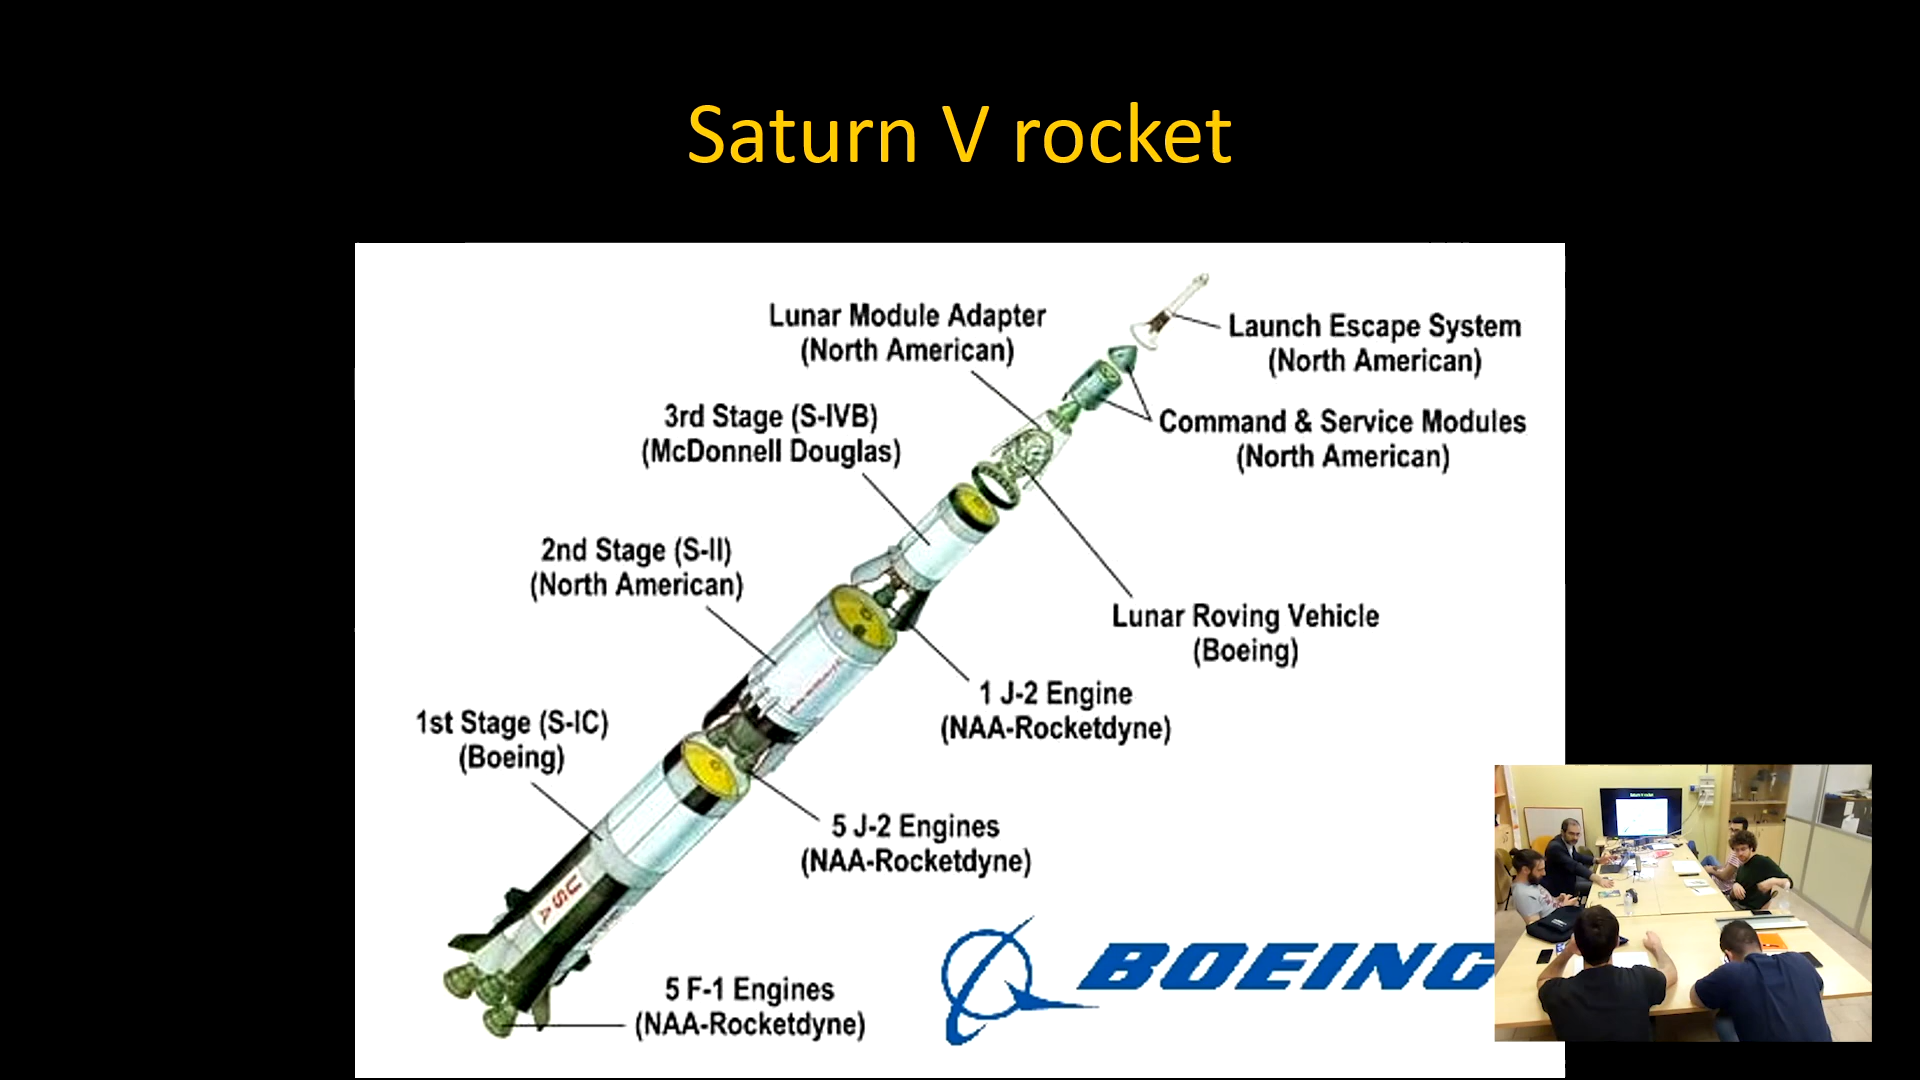 Saturn V rocket
Lunar Module Adapter
(North American)
Launch Escape System
(North American)
3rd Stage (S-IVB)
(McDonnell Douglas)
Command & Service Modules
(North American)
2nd Stage (S-II)
(North American)
Lunar Roving Vehicle
(Boeing)
1 J-2 Engine
(NAA-Rocketdyne)
1st Stage (S-IC)
(Boeing)
5 J-2 Engines
(NAA-Rocketdyne)
USA
5 F-1 Engines
(NAA-Rocketdyne)
BOEING
Saturn V rocket